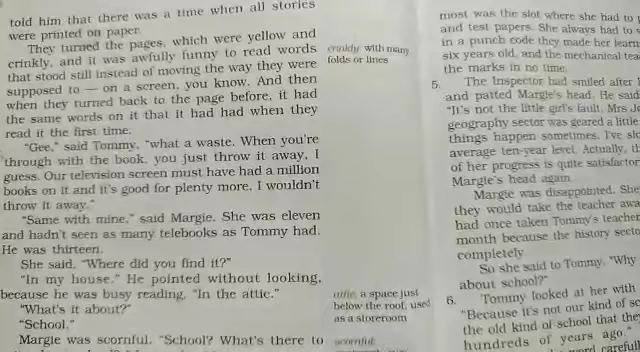 told him that there was a time when all stories
were printed on paper.
They turned the pages, which were yellow and
crinkly, and it was awfully funny to read words
that stood still instead of moving the way they were
supposed to — on a screen, you know. And then
when they turned back to the page before, it had
the same words on it that it had had when they
read it the first time.
"Gee," said Tommy, "what a waste. When you're
through with the book, you just throw it away, I
guess. Our television screen must have had a million
books on it and it's good for plenty more. I wouldn't
throw it away."
"Same with mine," said Margie. She was eleven
and hadn't seen as many telebooks as Tommy had.
He was thirteen.
She said, "Where did you find it?"
"In my house." He pointed without looking,
because he was busy reading. "In the attic."
"What's it about?"
"School."
Margie was scornful. "School? What's there to
crinkly with many
folds or lines
attic a space just
below the roof, used
as a storeroom
scornful
most was the slot where she had to
and test papers. She always had to
in a punch code they made her learn
six years old, and the mechanical tea
the marks in no time.
5. The Inspector had smiled after
and patted Margie's head. He said
"It's not the little girl's fault, Mrs J
geography sector was geared a little
things happen sometimes. I've slo
average ten-year level. Actually, th
of her progress is quite satisfactor
Margie's head again.
Margie was disappointed. She
they would take the teacher awa
had once taken Tommy's teacher
month because the history secto
completely.
So she said to Tommy, "Why
about school?"
6. Tommy looked at her with
"Because it's not our kind of sc
the old kind of school that they
hundreds of years ago."
word carefull